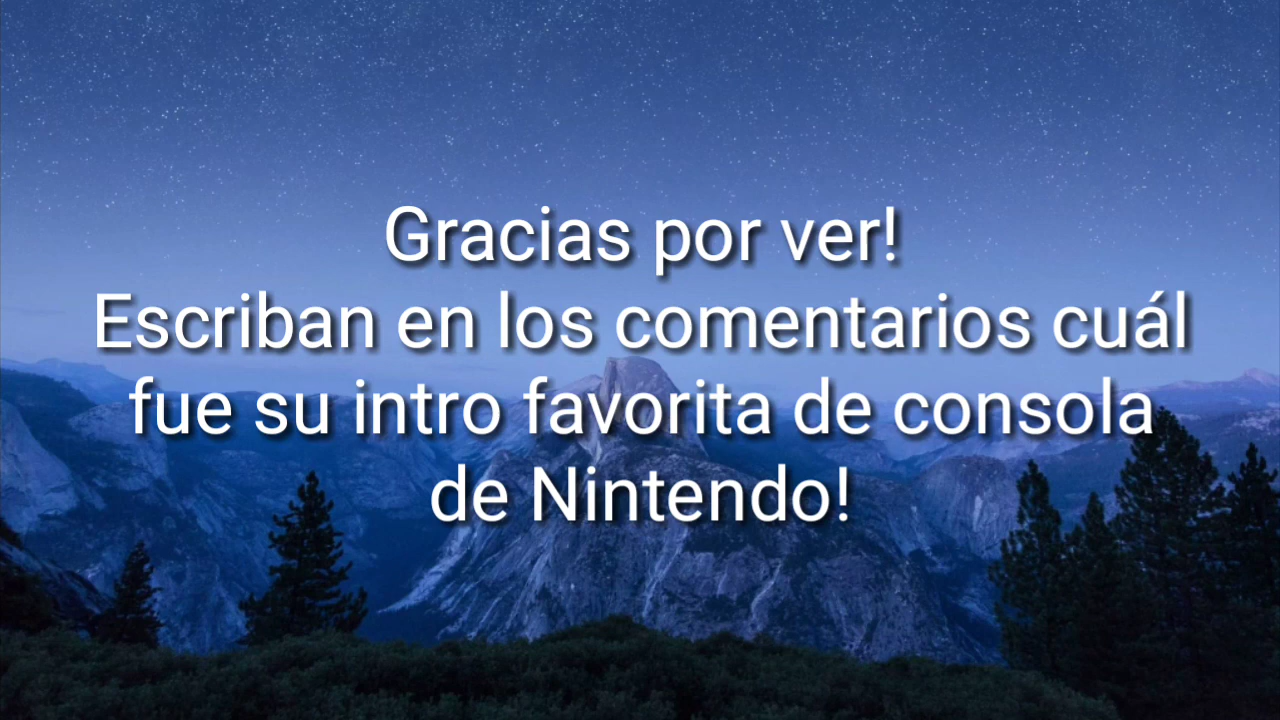 Gracias por ver!
Escriban en los comentarios cuál
fue su intro favorita de consola
de Nintendo!